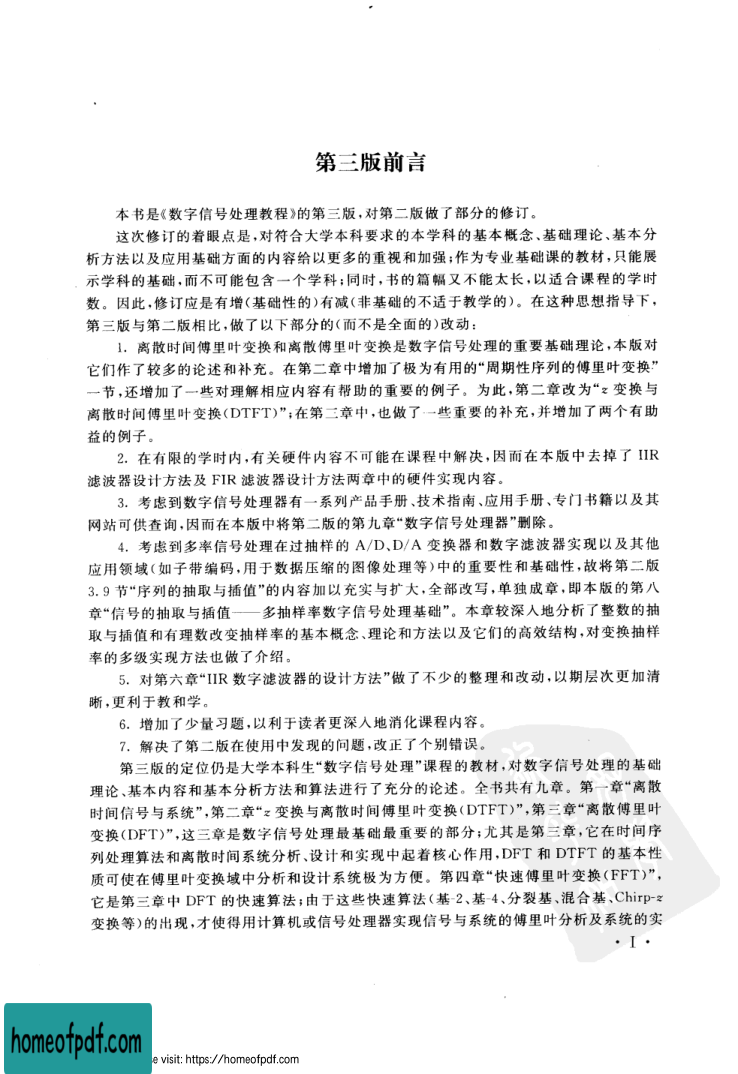 第三版前言
本书是《数字信号处理教程》的第三版,对第二版做了部分的修订。
这次修订的着眼点是,对符合大学本科要求的本学科的基本概念、基础理论、基本分
析方法以及应用基础方面的内容给以更多的重视和加强;作为专业基础课的教材,只能展
示学科的基础,而不可能包含一个学科;同时,书的篇幅又不能太长,以适合课程的学时
数。因此,修订应是有增(基础性的)有减(非基础的不适于教学的)。在这种思想指导下,
第三版与第二版相比,做了以下部分的(而不是全面的)改动:
1. 离散时间傅里叶变换和离散傅里叶变换是数字信号处理的重要基础理论,本版对
它们作了较多的论述和补充。在第二章中增加了极为有用的“周期性序列的傅里叶变换”
一节,还增加了一些对理解相应内容有帮助的重要的例子。为此,第二章改为“z 变换与
离散时间傅里叶变换(DTFT)”;在第三章中,也做了一些重要的补充,并增加了两个有助
益的例子。
2. 在有限的学时内,有关硬件内容不可能在课程中解决,因而在本版中去掉了 IIR
滤波器设计方法及 FIR 滤波器设计方法两章中的硬件实现内容。
3. 考虑到数字信号处理器有一系列产品手册、技术指南、应用手册、专门书籍以及其
网站可供查询,因而在本版中将第二版的第九章“数字信号处理器”删除。
4. 考虑到多率信号处理在过抽样的 A/D、D/A 变换器和数字滤波器实现以及其他
应用领域(如子带编码,用于数据压缩的图像处理等)中的重要性和基础性,故将第二版
3.9 节“序列的抽取与插值”的内容加以充实与扩大,全部改写,单独成章,即本版的第八
章“信号的抽取与插值——多抽样率数字信号处理基础”。本章较深入地分析了整数的抽
取与插值和有理数改变抽样率的基本概念、理论和方法以及它们的高效结构,对变换抽样
率的多级实现方法也做了介绍。
5. 对第六章“IIR 数字滤波器的设计方法”做了不少的整理和改动,以期层次更加清
晰,更利于教和学。
6. 增加了少量习题,以利于读者更深入地消化课程内容。
7. 解决了第二版在使用中发现的问题,改正了个别错误。
第三版的定位仍是大学本科生“数字信号处理”课程的教材,对数字信号处理的基础
理论、基本内容和基本分析方法和算法进行了充分的论述。全书共有九章。第一章“离散
时间信号与系统”,第二章“z 变换与离散时间傅里叶变换(DTFT)”,第三章“离散傅里叶
变换(DFT)”,这三章是数字信号处理最基础最重要的部分;尤其是第三章,它在时间序
列处理算法和离散时间系统分析、设计和实现中起着核心作用,DFT 和 DTFT 的基本性
质可使在傅里叶变换域中分析和设计系统极为方便。第四章“快速傅里叶变换(FFT)”,
它是第三章中 DFT 的快速算法;由于这些快速算法(基-2、基-4、分裂基、混合基、Chirp-z
变换等)的出现,才使得用计算机或信号处理器实现信号与系统的傅里叶分析及系统的实
· I ·
homeofpdf.com
e visit: https://homeofpdf.com